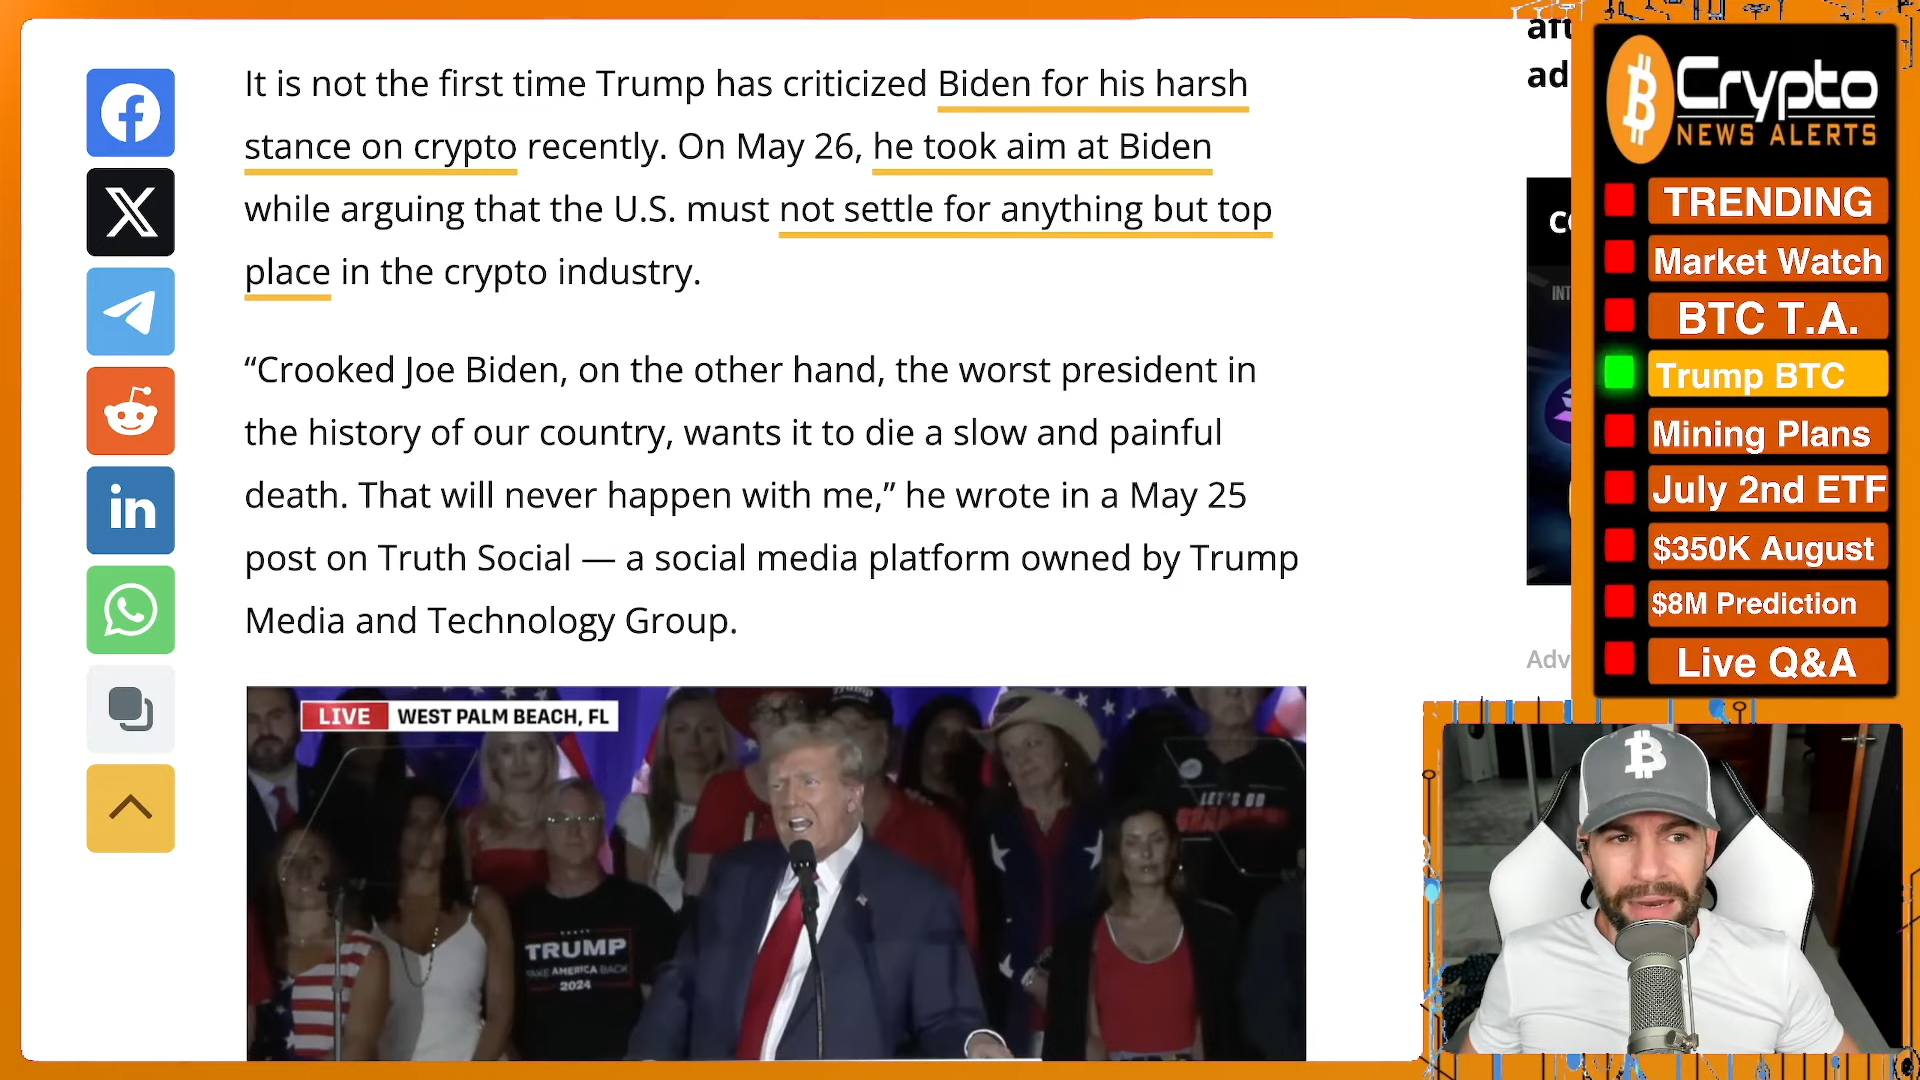 It is not the first time Trump has criticized Biden for his harsh
stance on crypto recently. On May 26, he took aim at Biden
while arguing that the U.S. must not settle for anything but top
place in the crypto industry.
“Crooked Joe Biden, on the other hand, the worst president in
the history of our country, wants it to die a slow and painful
death. That will never happen with me,” he wrote in a May 25
post on Truth Social — a social media platform owned by Trump
Media and Technology Group.
LIVE WEST PALM BEACH, FL
Trump
LET'S GO
TRUMP
2024
in
ad
Adv
Crypto
NEWS ALERTS
TRENDING
Market Watch
BTC T.A.
Trump BTC
Mining Plans
July 2nd ETF
$350K August
$8M Prediction
Live Q&A